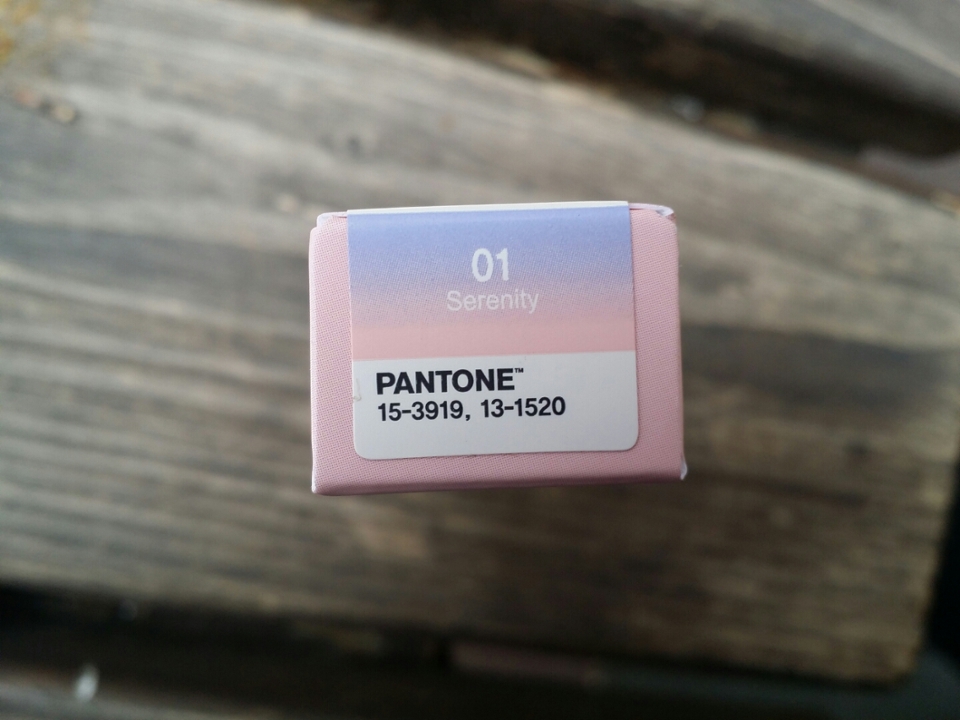 01
Serenity
PANTONE™
15-3919, 13-1520